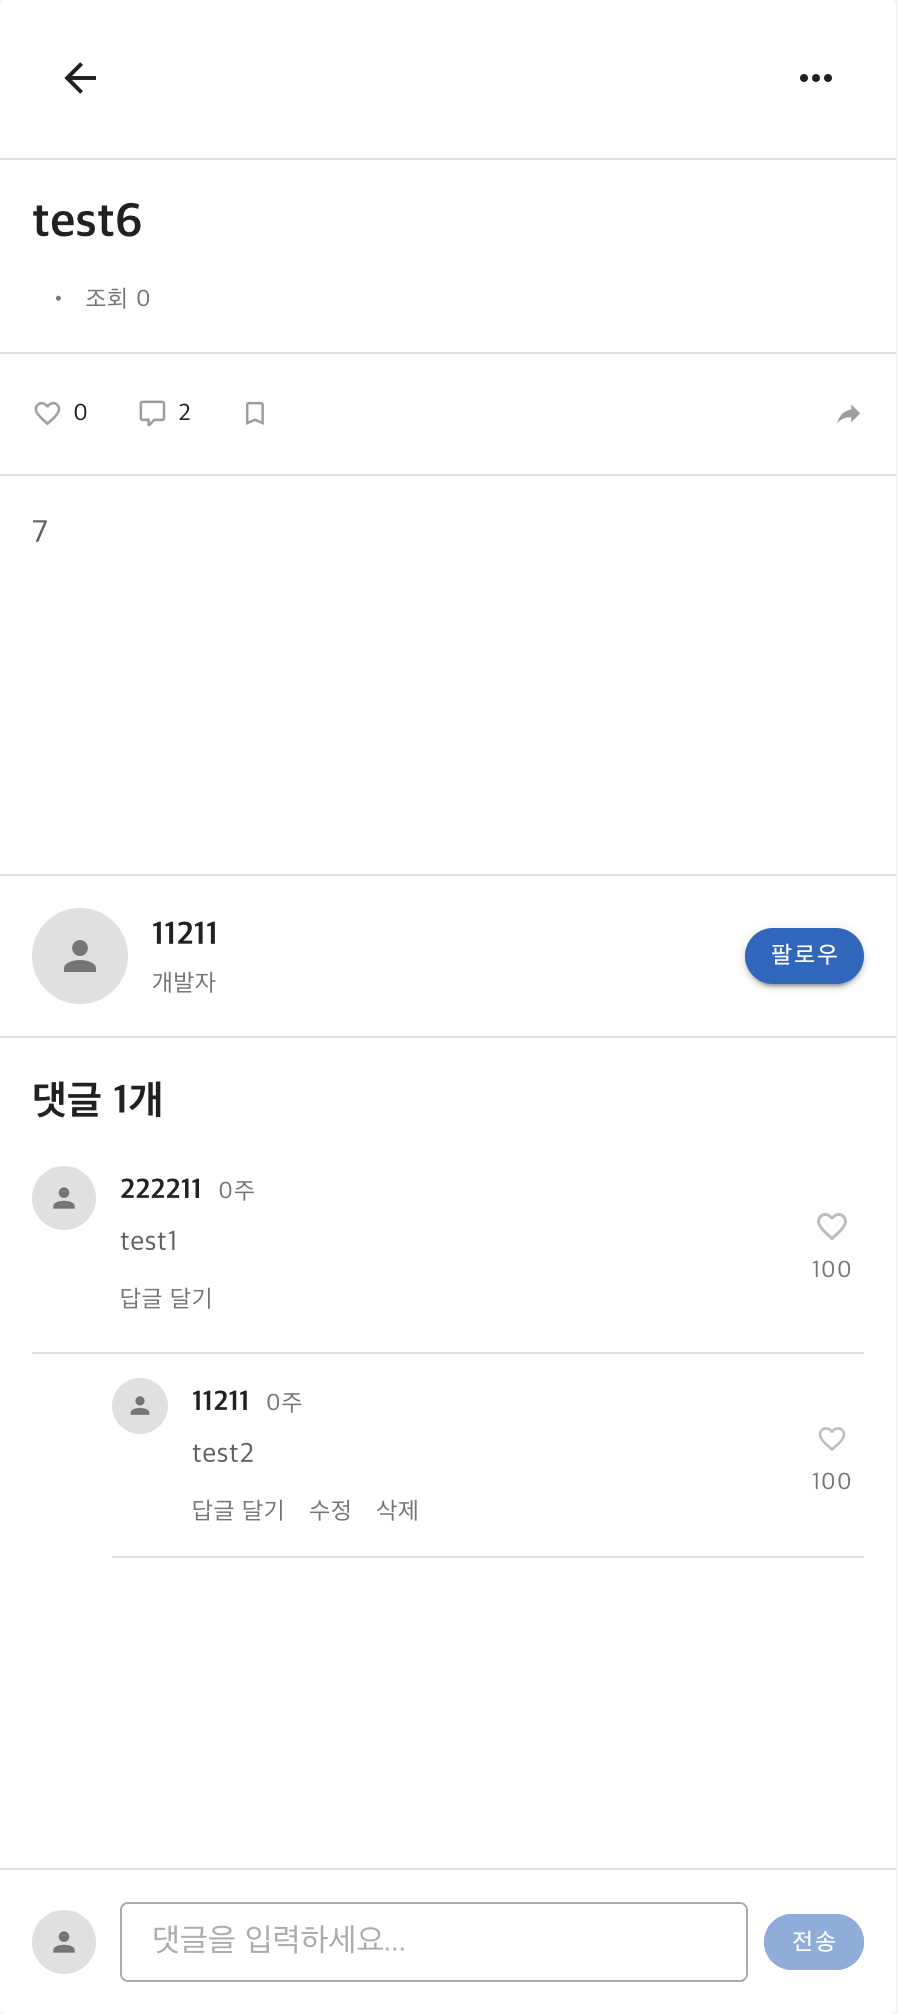 test6
• 조회 0
0 2
7
11211
개발자
팔로우
댓글 1개
222211 0주
test1
100
답글 달기
11211 0주
test2
100
답글 달기 수정 삭제
댓글을 입력하세요...
전송